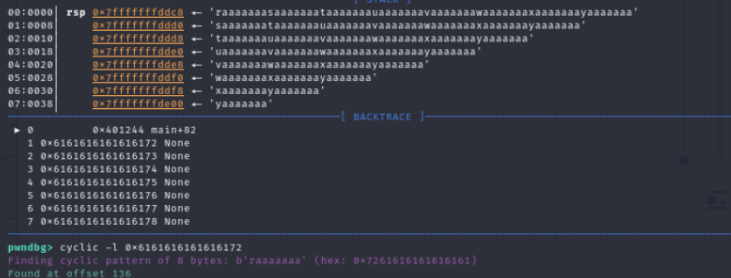 [ STACK ]
00:0000│ rsp 0×7fffffffddc8 ← 'raaaaaaasaaaaaaataaaaaaauaaaaaaavaaaaaaawaaaaaaaxaaaaaaayaaaaaaa'
01:0008│ 0×7fffffffddd0 ← 'saaaaaaataaaaaaauaaaaaaavaaaaaaawaaaaaaaxaaaaaaayaaaaaaa'
02:0010│ 0×7fffffffddd8 ← 'taaaaaaauaaaaaaavaaaaaaawaaaaaaaxaaaaaaayaaaaaaa'
03:0018│ 0×7fffffffdde0 ← 'uaaaaaaavaaaaaaawaaaaaaaxaaaaaaayaaaaaaa'
04:0020│ 0×7fffffffdde8 ← 'vaaaaaaawaaaaaaaxaaaaaaayaaaaaaa'
05:0028│ 0×7fffffffddf0 ← 'waaaaaaaxaaaaaaayaaaaaaa'
06:0030│ 0×7fffffffddf8 ← 'xaaaaaaayaaaaaaa'
07:0038│ 0×7fffffffde00 ← 'yaaaaaaa'
[ BACKTRACE ]
► 0 0×401244 main+82
1 0×6161616161616172 None
2 0×6161616161616173 None
3 0×6161616161616174 None
4 0×6161616161616175 None
5 0×6161616161616176 None
6 0×6161616161616177 None
7 0×6161616161616178 None
pwndbg> cyclic -l 0×6161616161616172
Finding cyclic pattern of 8 bytes: b'raaaaaaa' (hex: 0×7261616161616161)
Found at offset 136